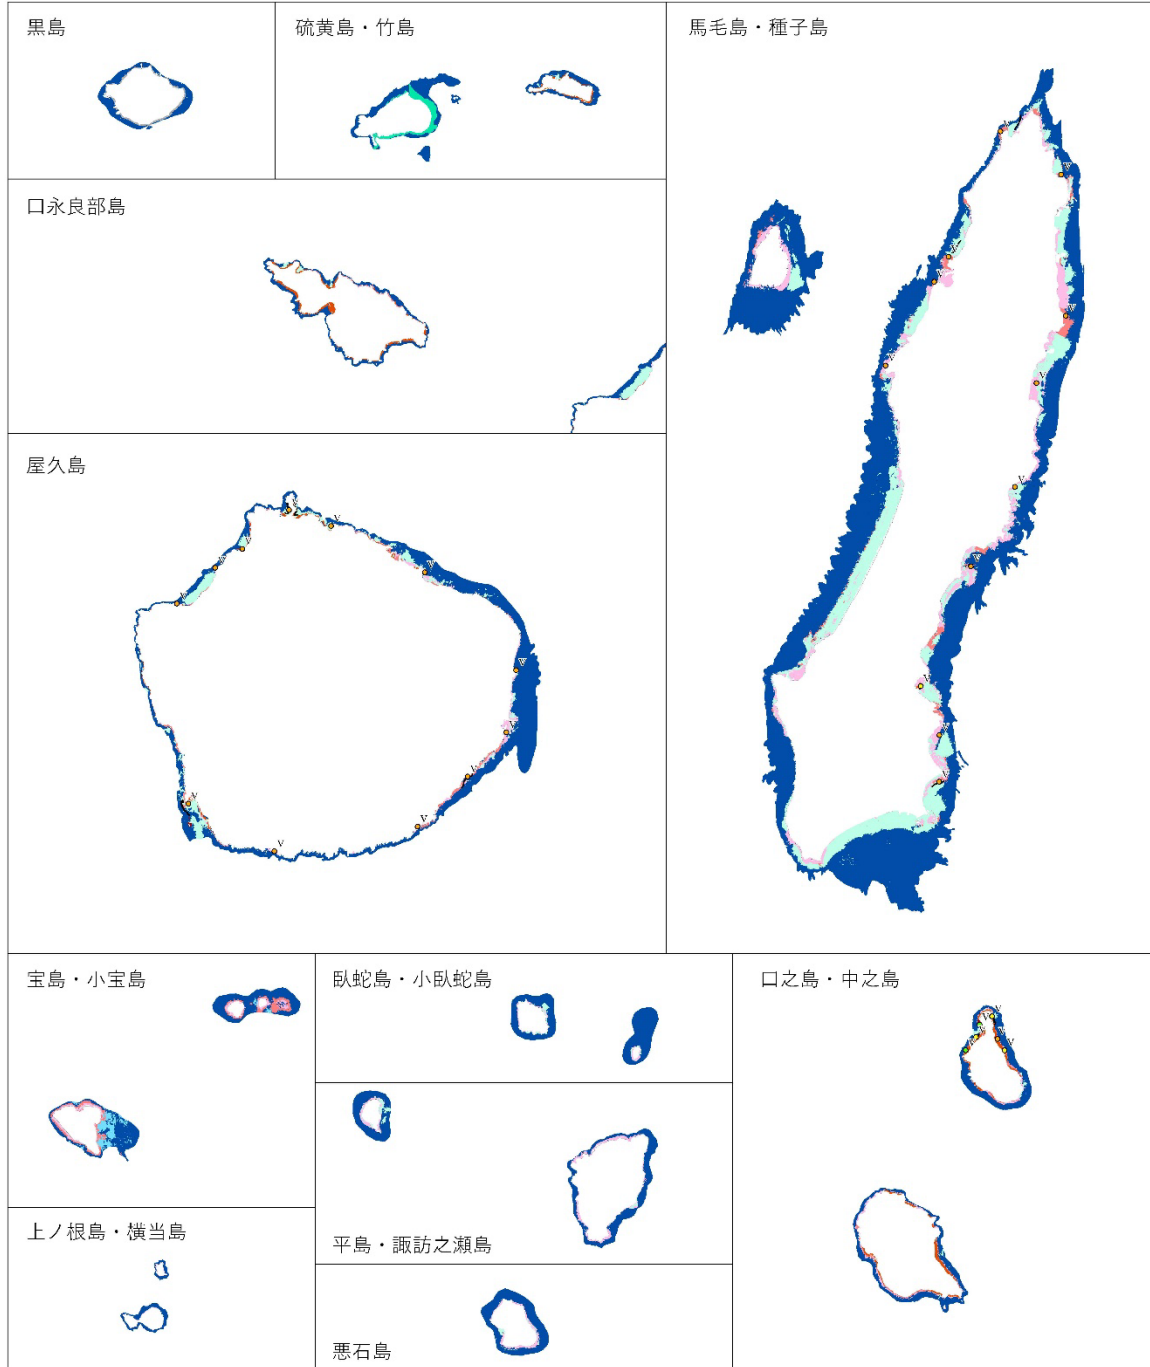 黒島
硫黄島・竹島
馬毛島・種子島
口永良部島
屋久島
宝島・小宝島
臥蛇島・小臥蛇島
口之島・中之島
上ノ根島・横当島
平島・諏訪之瀬島
悪石島